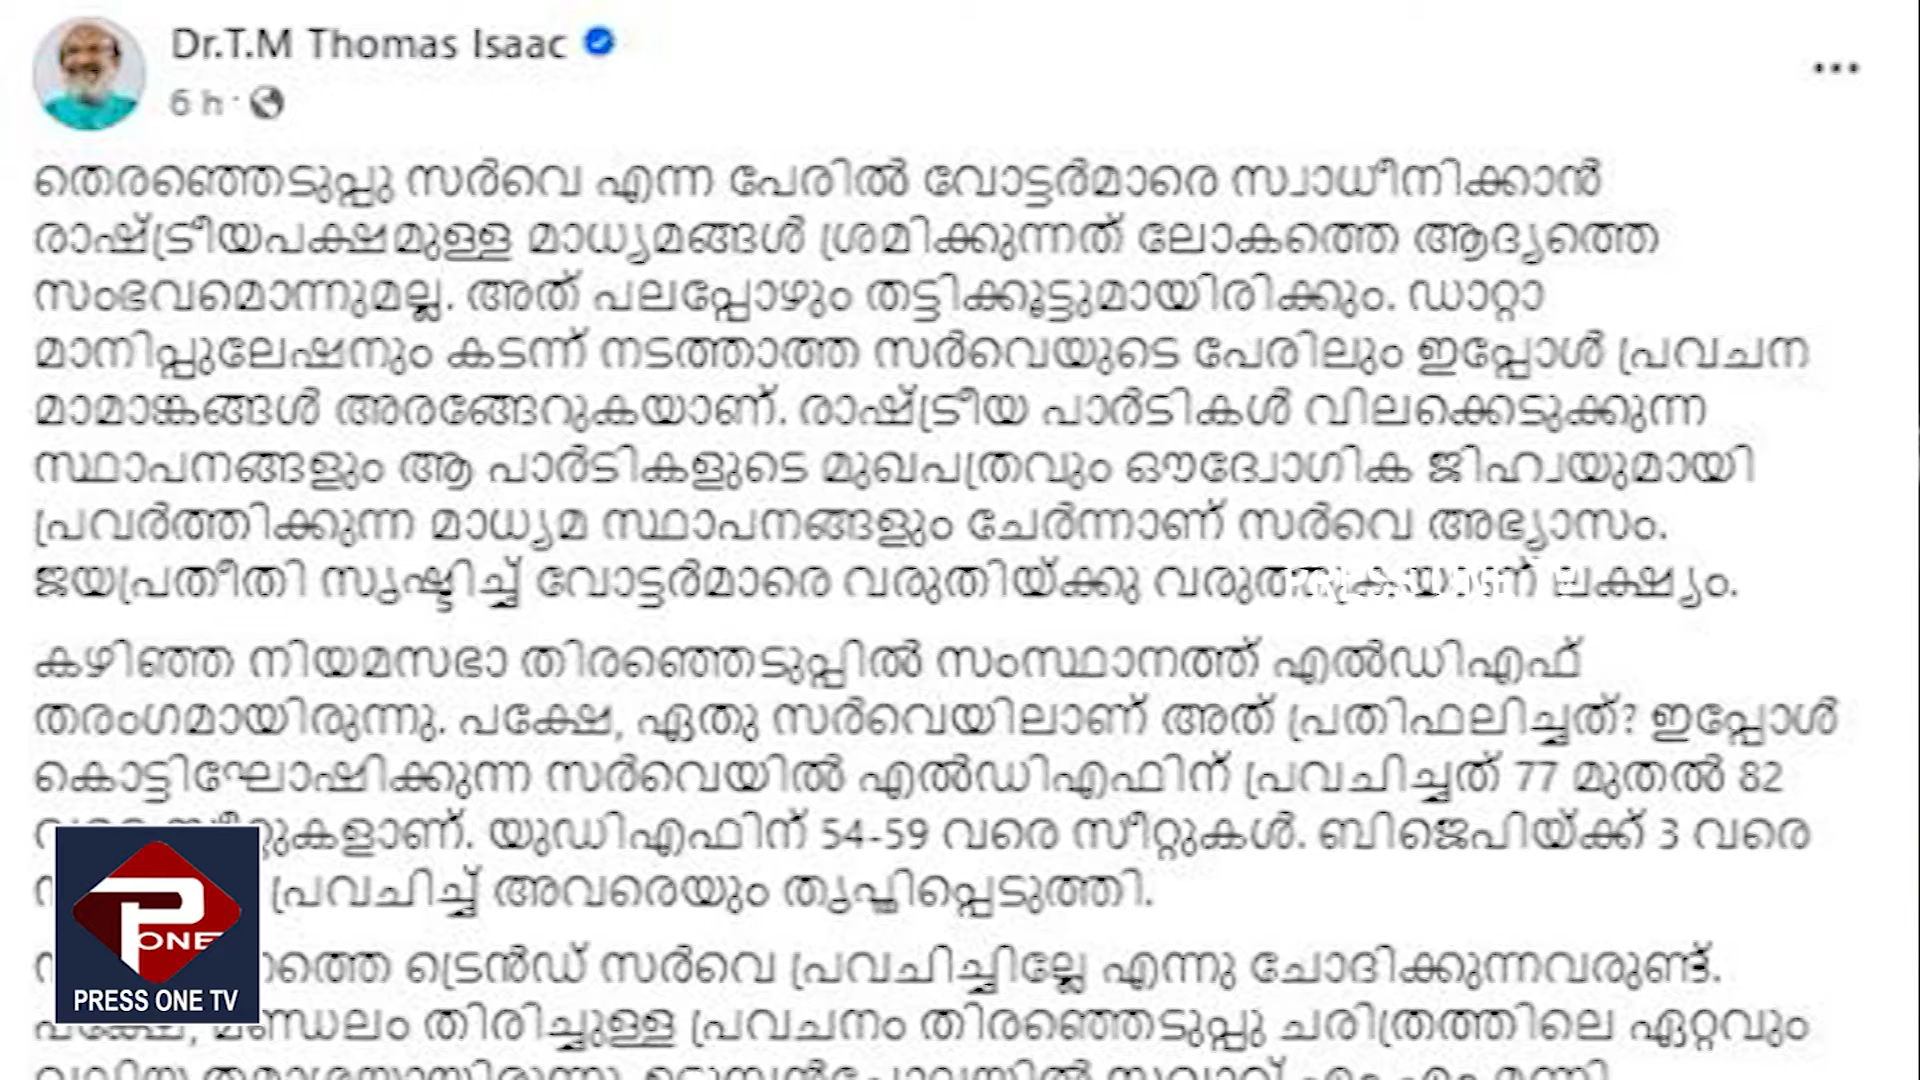 Dr.T.M Thomas Isaac
6 h ·
തെരഞ്ഞെടുപ്പു സർവെ എന്ന പേരിൽ വോട്ടർമാരെ സ്വാധീനിക്കാൻ
രാഷ്ട്രീയപക്ഷമുള്ള മാധ്യമങ്ങൾ ശ്രമിക്കുന്നത് ലോകത്തെ ആദ്യത്തെ
സംഭവമൊന്നുമല്ല. അത് പലപ്പോഴും തട്ടിക്കൂട്ടുമായിരിക്കും. ഡാറ്റാ
മാനിപ്പുലേഷനും കടന്ന് നടത്താത്ത സർവെയുടെ പേരിലും ഇപ്പോൾ പ്രവചന
മാമാങ്കങ്ങൾ അരങ്ങേറുകയാണ്. രാഷ്ട്രീയ പാർടികൾ വിലക്കെടുക്കുന്ന
സ്ഥാപനങ്ങളും ആ പാർടികളുടെ മുഖപത്രവും ഔദ്യോഗിക ജിഹ്വയുമായി
പ്രവർത്തിക്കുന്ന മാധ്യമ സ്ഥാപനങ്ങളും ചേർന്നാണ് സർവെ അഭ്യാസം.
ജയപ്രതീതി സൃഷ്ടിച്ച് വോട്ടർമാരെ വരുതിയ്ക്കു വരുത്തുകയാണ് ലക്ഷ്യം.
PRESS ONE TV
കഴിഞ്ഞ നിയമസഭാ തിരഞ്ഞെടുപ്പിൽ സംസ്ഥാനത്ത് എൽഡിഎഫ്
തരംഗമായിരുന്നു. പക്ഷേ, ഏതു സർവെയിലാണ് അത് പ്രതിഫലിച്ചത്? ഇപ്പോൾ
കൊട്ടിഘോഷിക്കുന്ന സർവെയിൽ എൽഡിഎഫിന് പ്രവചിച്ചത് 77 മുതൽ 82
യുഡിഎഫിന് 54-59 വരെ സീറ്റുകൾ. ബിജെപിയ്ക്ക് 3 വരെ
പ്രവചിച്ച് അവരെയും തൃപ്തിപ്പെടുത്തി.
ട്രെൻഡ് സർവെ പ്രവചിച്ചില്ലേ എന്നു ചോദിക്കുന്നവരുണ്ട്.
പക്ഷേ, മണ്ഡലം തിരിച്ചുള്ള പ്രവചനം തിരഞ്ഞെടുപ്പു ചരിത്രത്തിലെ ഏറ്റവും
P ONE
PRESS ONE TV